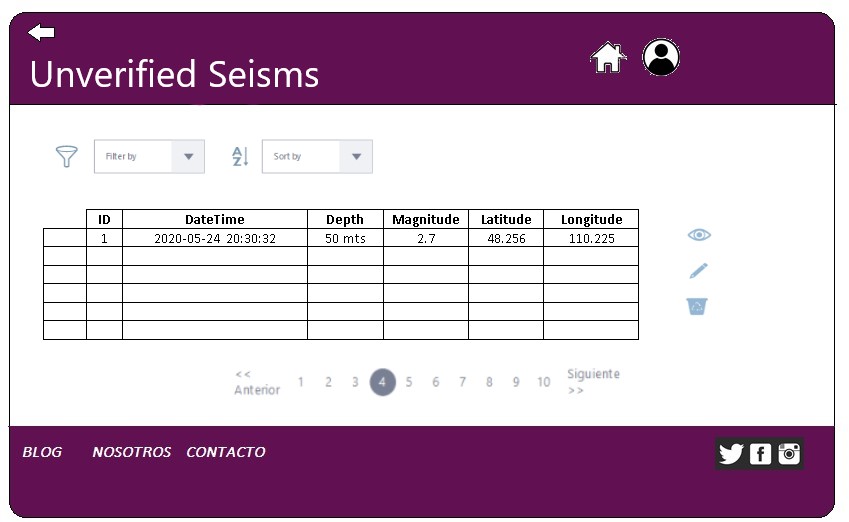 Unverified Seisms
Filter by
A
Z
Sort by
ID DateTime Depth Magnitude Latitude Longitude
1 2020-05-24 20:30:32 50 mts 2.7 48.256 110.225
<< Anterior 1 2 3 4 5 6 7 8 9 10 Siguiente >>
BLOG NOSOTROS CONTACTO